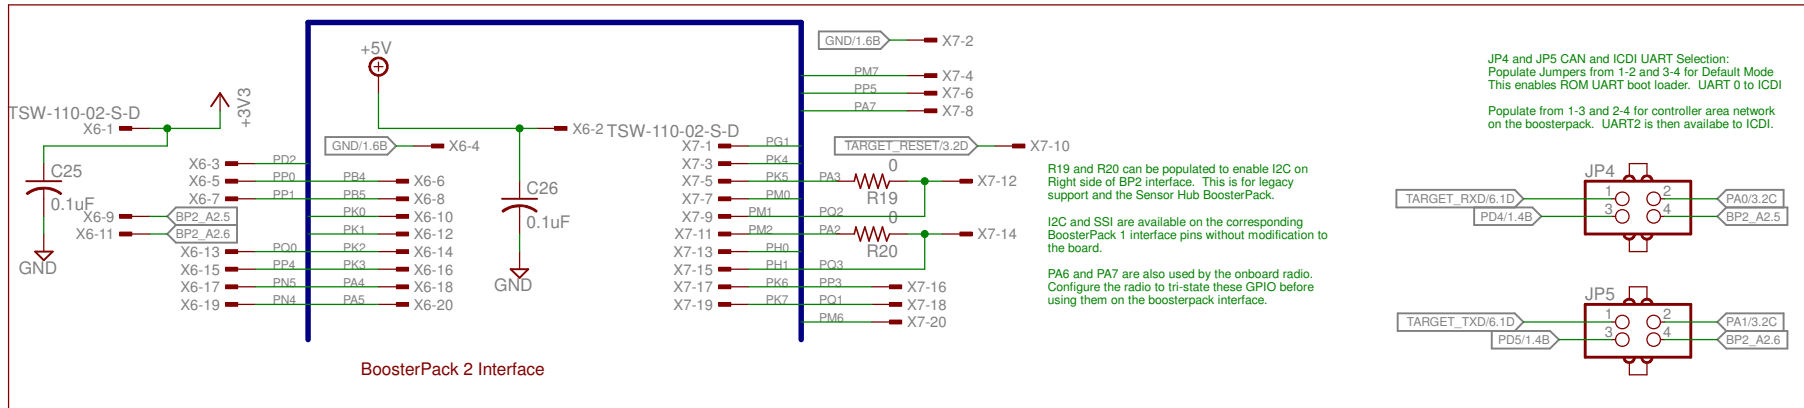 +5V
+3V3
TSW-110-02-S-D
X6-1
C25
0.1uF
GND
X6-3 PD2
X6-5 PP0 PB4 X6-6
X6-7 PP1 PB5 X6-8
X6-9 BP2_A2.5 PK0 X6-10
X6-11 BP2_A2.6 PK1 X6-12
X6-13 PQ0 PK2 X6-14
X6-15 PP4 PK3 X6-16
X6-17 PN5 PA4 X6-18
X6-19 PN4 PA5 X6-20
GND/1.6B X6-4
X6-2
C26
0.1uF
GND
TSW-110-02-S-D
X7-1 PG1
X7-3 PK4
X7-5 PK5
X7-7 PM0
X7-9 PM1
X7-11 PM2
X7-13 PH0
X7-15 PH1
X7-17 PK6
X7-19 PK7
GND/1.6B X7-2
PM7 X7-4
PP5 X7-6
PA7 X7-8
TARGET_RESET/3.2D X7-10
0
PA3 R19 X7-12
PQ2
0
PA2 R20 X7-14
PQ3
PP3 X7-16
PQ1 X7-18
PM6 X7-20
BoosterPack 2 Interface
R19 and R20 can be populated to enable I2C on
Right side of BP2 interface.  This is for legacy
support and the Sensor Hub BoosterPack.
I2C and SSI are available on the corresponding
BoosterPack 1 interface pins without modification to
the board.
PA6 and PA7 are also used by the onboard radio.
Configure the radio to tri-state these GPIO before
using them on the boosterpack interface.
JP4 and JP5 CAN and ICDI UART Selection:
Populate Jumpers from 1-2 and 3-4 for Default Mode
This enables ROM UART boot loader.  UART 0 to ICDI
Populate from 1-3 and 2-4 for controller area network
on the boosterpack.  UART2 is then availabe to ICDI.
JP4
TARGET_RXD/6.1D 1 2 PA0/3.2C
PD4/1.4B 3 4 BP2_A2.5
JP5
TARGET_TXD/6.1D 1 2 PA1/3.2C
PD5/1.4B 3 4 BP2_A2.6